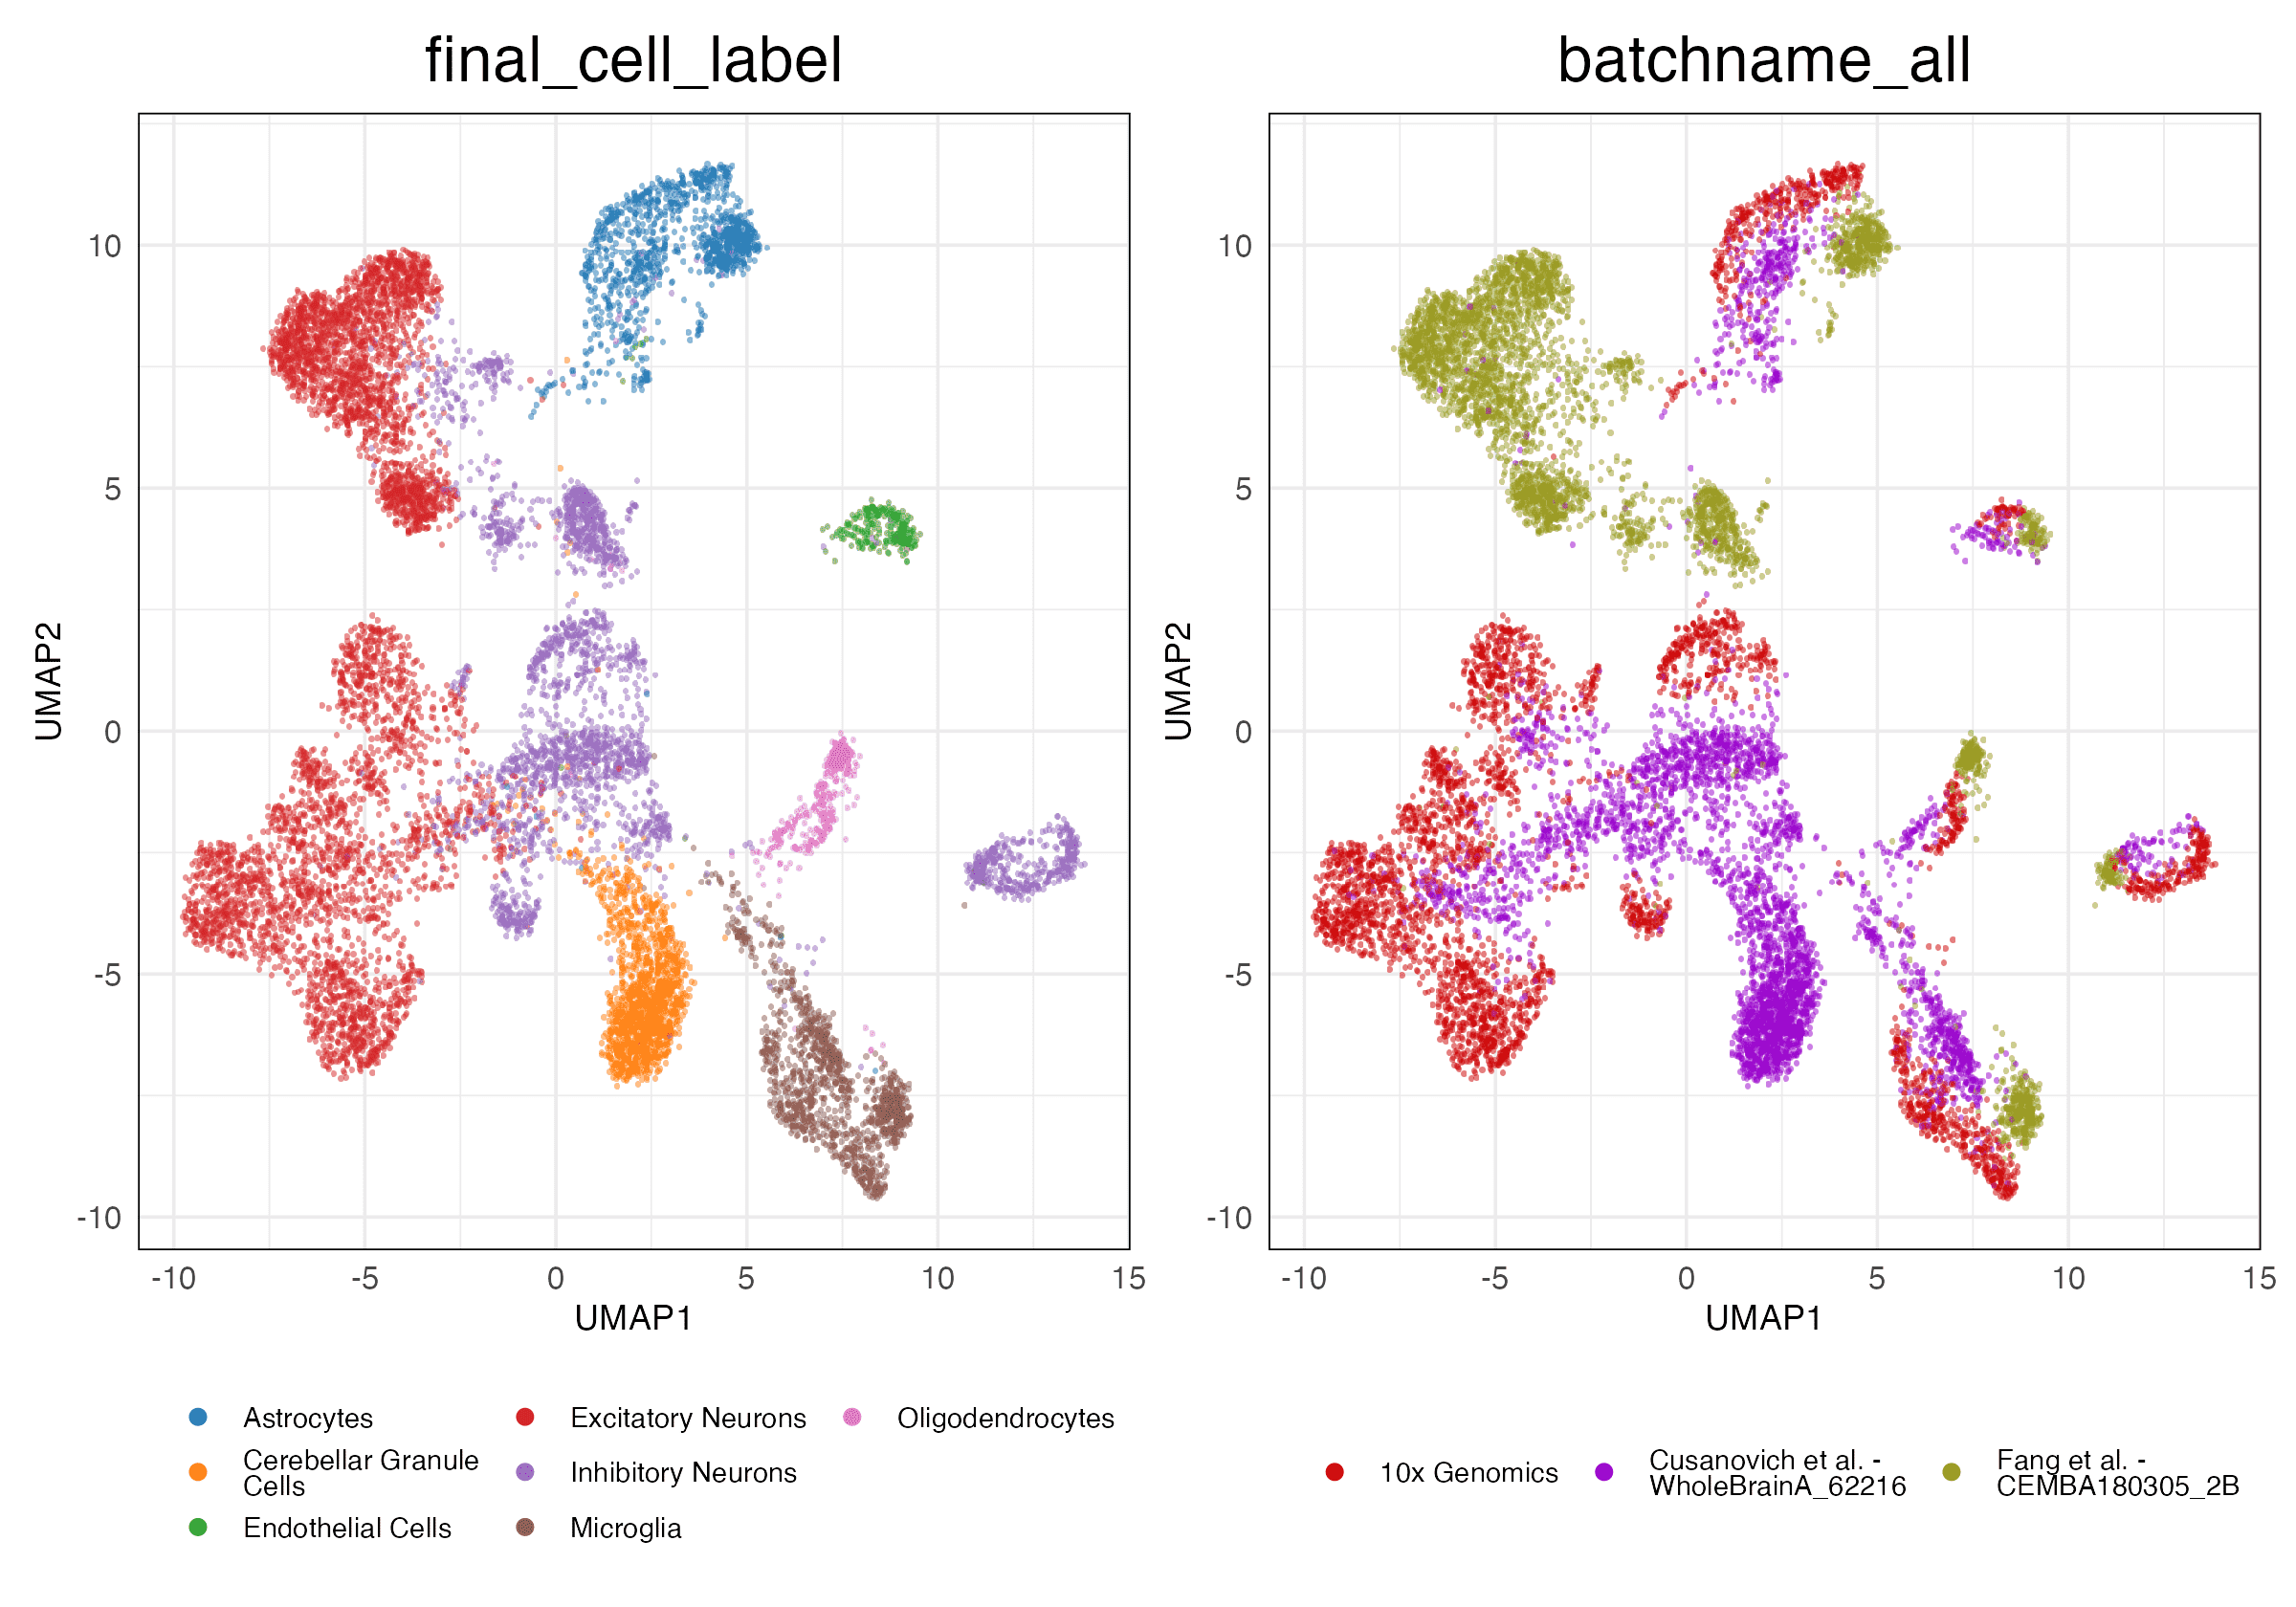 final_cell_label
batchname_all
UMAP2
10
5
0
-5
-10
-10
-5
0
5
10
15
UMAP1
UMAP2
10
5
0
-5
-10
-10
-5
0
5
10
15
UMAP1
Astrocytes
Cerebellar Granule
Cells
Endothelial Cells
Excitatory Neurons
Inhibitory Neurons
Microglia
Oligodendrocytes
10x Genomics
Cusanovich et al. -
WholeBrainA_62216
Fang et al. -
CEMBA180305_2B